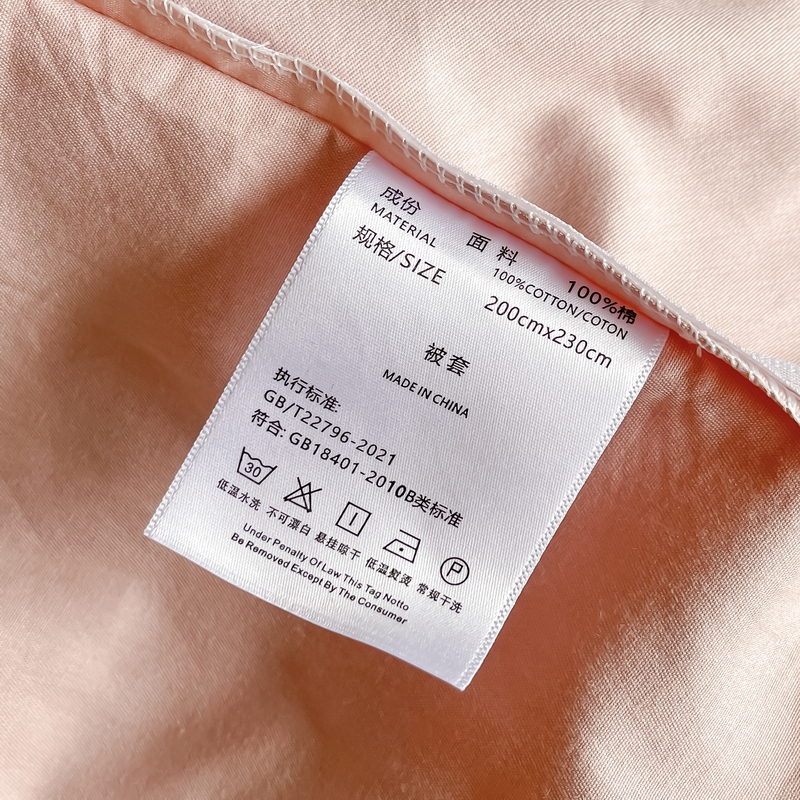 成份
MATERIAL
面料 100%棉
100%COTTON/COTON
规格/SIZE 200cmx230cm
被套
MADE IN CHINA
执行标准:
GB/T22796-2021
符合: GB18401-2010B类标准
30 P
低温水洗 不可漂白 悬挂晾干 低温熨烫 常规干洗
Under Penalty Of Law This Tag Notto
Be Removed Except By The Consumer